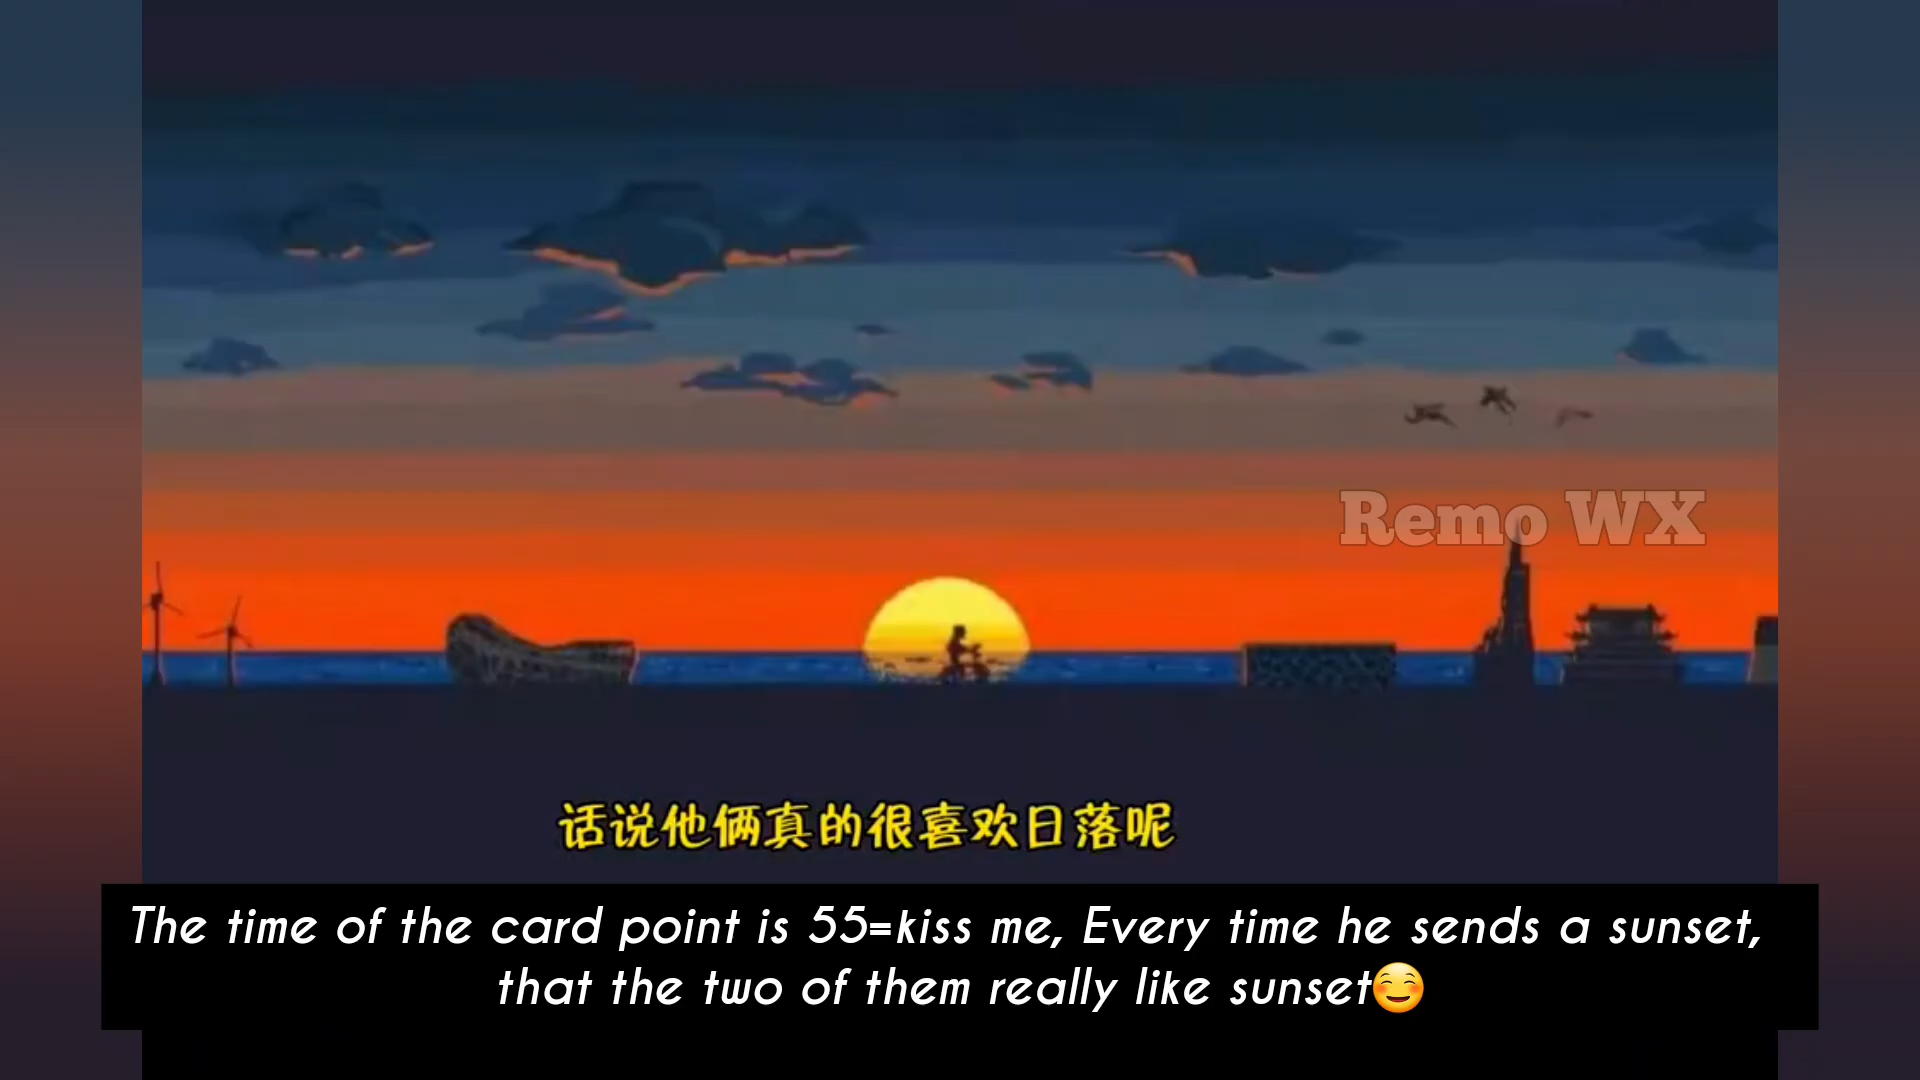 Remo WX
话说他俩真的很喜欢日落呢
The time of the card point is 55=kiss me, Every time he sends a sunset,
that the two of them really like sunset😊